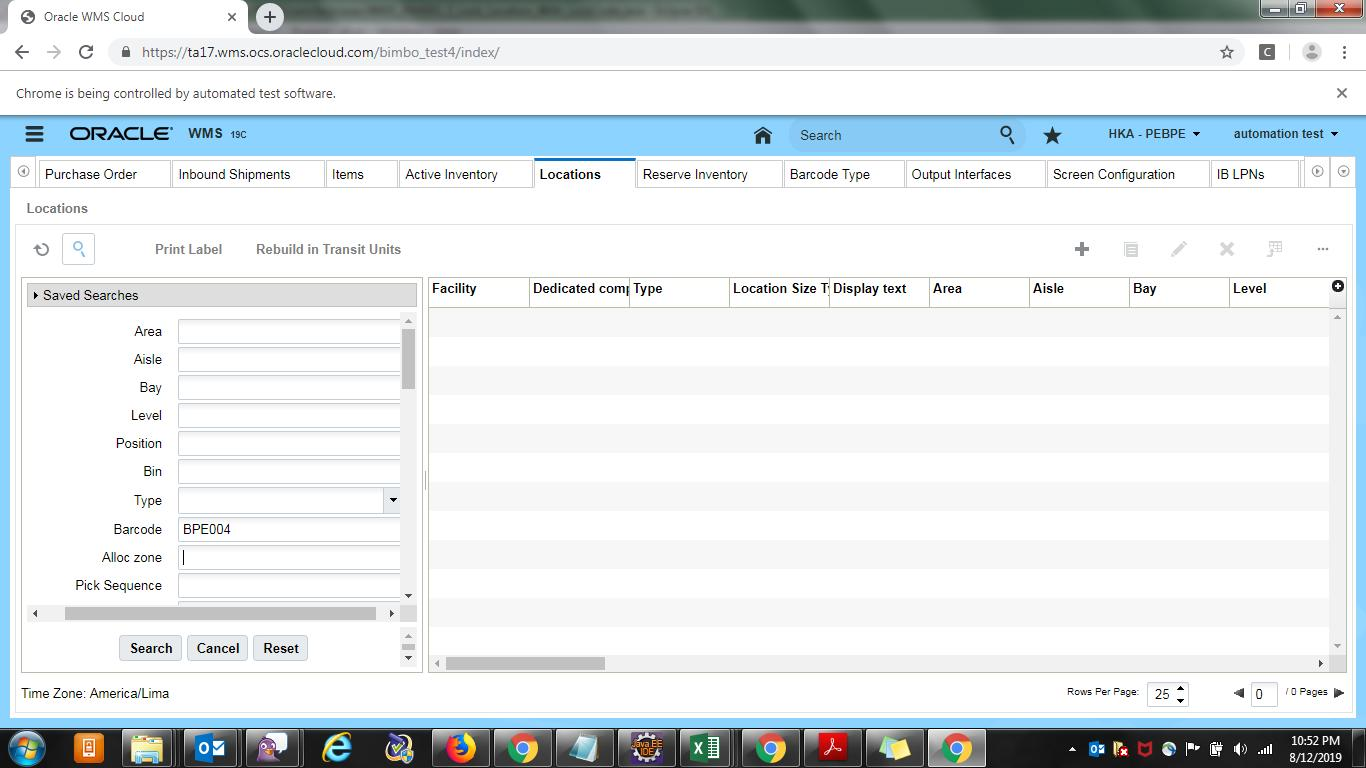 Oracle WMS Cloud
https://ta17.wms.ocs.oraclecloud.com/bimbo_test4/index/
C
Chrome is being controlled by automated test software.
ORACLE WMS 19C Search HKA - PEBPE automation test
Purchase Order Inbound Shipments Items Active Inventory Locations Reserve Inventory Barcode Type Output Interfaces Screen Configuration IB LPNs
Locations
Print Label Rebuild in Transit Units
Saved Searches
Facility Dedicated comp Type Location Size Ty Display text Area Aisle Bay Level
Area
Aisle
Bay
Level
Position
Bin
Type
Barcode BPE004
Alloc zone
Pick Sequence
Search Cancel Reset
Time Zone: America/Lima
Rows Per Page: 25 0 / 0 Pages
Java EE
IDE
10:52 PM
8/12/2019